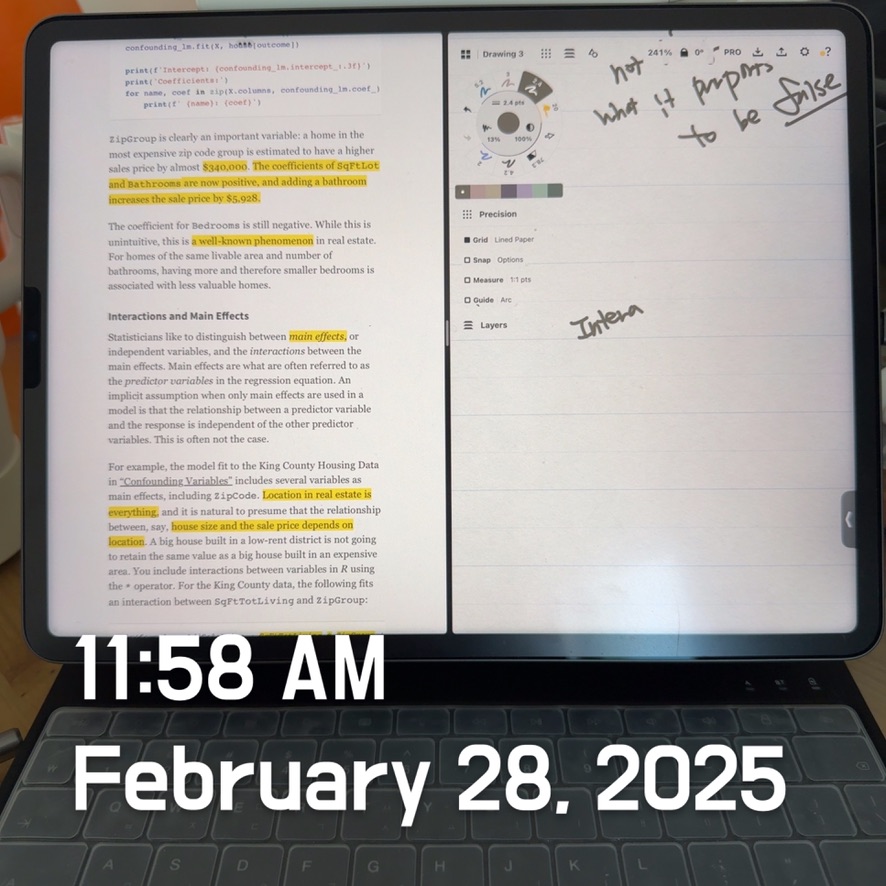 confounding_lm.fit(X, house[outcome])
print(f'Intercept: {confounding_lm.intercept_:.3f}')
print('Coefficients:')
for name, coef in zip(X.columns, confounding_lm.coef_)
print(f' {name}: {coef}')
ZipGroup is clearly an important variable: a home in the
most expensive zip code group is estimated to have a higher
sales price by almost $340,000. The coefficients of SqFtLot
and Bathrooms are now positive, and adding a bathroom
increases the sale price by $5,928.
The coefficient for Bedrooms is still negative. While this is
unintuitive, this is a well-known phenomenon in real estate.
For homes of the same livable area and number of
bathrooms, having more and therefore smaller bedrooms is
associated with less valuable homes.
Interactions and Main Effects
Statisticians like to distinguish between main effects, or
independent variables, and the interactions between the
main effects. Main effects are what are often referred to as
the predictor variables in the regression equation. An
implicit assumption when only main effects are used in a
model is that the relationship between a predictor variable
and the response is independent of the other predictor
variables. This is often not the case.
For example, the model fit to the King County Housing Data
in "Confounding Variables" includes several variables as
main effects, including ZipCode. Location in real estate is
everything, and it is natural to presume that the relationship
between, say, house size and the sale price depends on
location. A big house built in a low-rent district is not going
to retain the same value as a big house built in an expensive
area. You include interactions between variables in R using
the * operator. For the King County data, the following fits
an interaction between SqFtTotLiving and ZipGroup:
Drawing 3
241% 0° PRO ?
2.4 pts
13% 100%
Precision
Grid Lined Paper
Snap Options
Measure 1:1 pts
Guide Arc
Layers
not
what it purports
to be false
Intera
11:58 AM
February 28, 2025